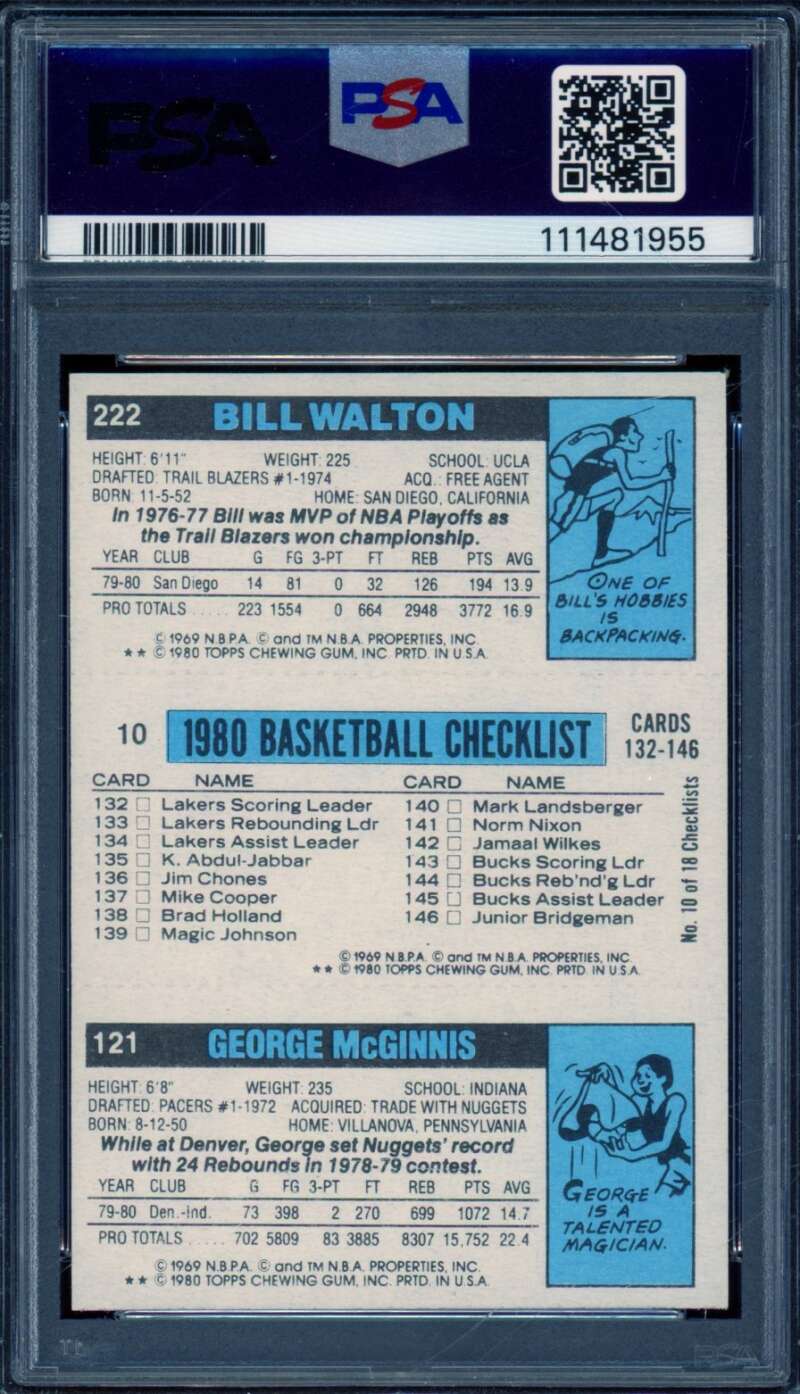 PSA
PSA
111481955
222 BILL WALTON
HEIGHT: 6'11" WEIGHT: 225 SCHOOL: UCLA
DRAFTED: TRAIL BLAZERS #1-1974 ACQ.: FREE AGENT
BORN: 11-5-52 HOME: SAN DIEGO, CALIFORNIA
In 1976-77 Bill was MVP of NBA Playoffs as
the Trail Blazers won championship.
YEAR CLUB G FG 3-PT FT REB PTS AVG
79-80 San Diego 14 81 0 32 126 194 13.9
PRO TOTALS ..... 223 1554 0 664 2948 3772 16.9
© 1969 N.B.P.A. © and TM N.B.A. PROPERTIES, INC.
** © 1980 TOPPS CHEWING GUM, INC. PRTD. IN U.S.A.
ONE OF
BILL'S HOBBIES
IS
BACKPACKING.
10 1980 BASKETBALL CHECKLIST CARDS
132-146
CARD NAME CARD NAME
132 □ Lakers Scoring Leader 140 □ Mark Landsberger
133 □ Lakers Rebounding Ldr 141 □ Norm Nixon
134 □ Lakers Assist Leader 142 □ Jamaal Wilkes
135 □ K. Abdul-Jabbar 143 □ Bucks Scoring Ldr
136 □ Jim Chones 144 □ Bucks Reb'nd'g Ldr
137 □ Mike Cooper 145 □ Bucks Assist Leader
138 □ Brad Holland 146 □ Junior Bridgeman
139 □ Magic Johnson
No. 10 of 18 Checklists
© 1969 N.B.P.A. © and TM N.B.A. PROPERTIES, INC.
** © 1980 TOPPS CHEWING GUM, INC. PRTD. IN U.S.A.
121 GEORGE McGINNIS
HEIGHT: 6'8" WEIGHT: 235 SCHOOL: INDIANA
DRAFTED: PACERS #1-1972 ACQUIRED: TRADE WITH NUGGETS
BORN: 8-12-50 HOME: VILLANOVA, PENNSYLVANIA
While at Denver, George set Nuggets' record
with 24 Rebounds in 1978-79 contest.
YEAR CLUB G FG 3-PT FT REB PTS AVG
79-80 Den.-Ind. 73 398 2 270 699 1072 14.7
PRO TOTALS ..... 702 5809 83 3885 8307 15,752 22.4
© 1969 N.B.P.A. © and TM N.B.A. PROPERTIES, INC.
** © 1980 TOPPS CHEWING GUM, INC. PRTD. IN U.S.A.
GEORGE
IS A
TALENTED
MAGICIAN.
PSA